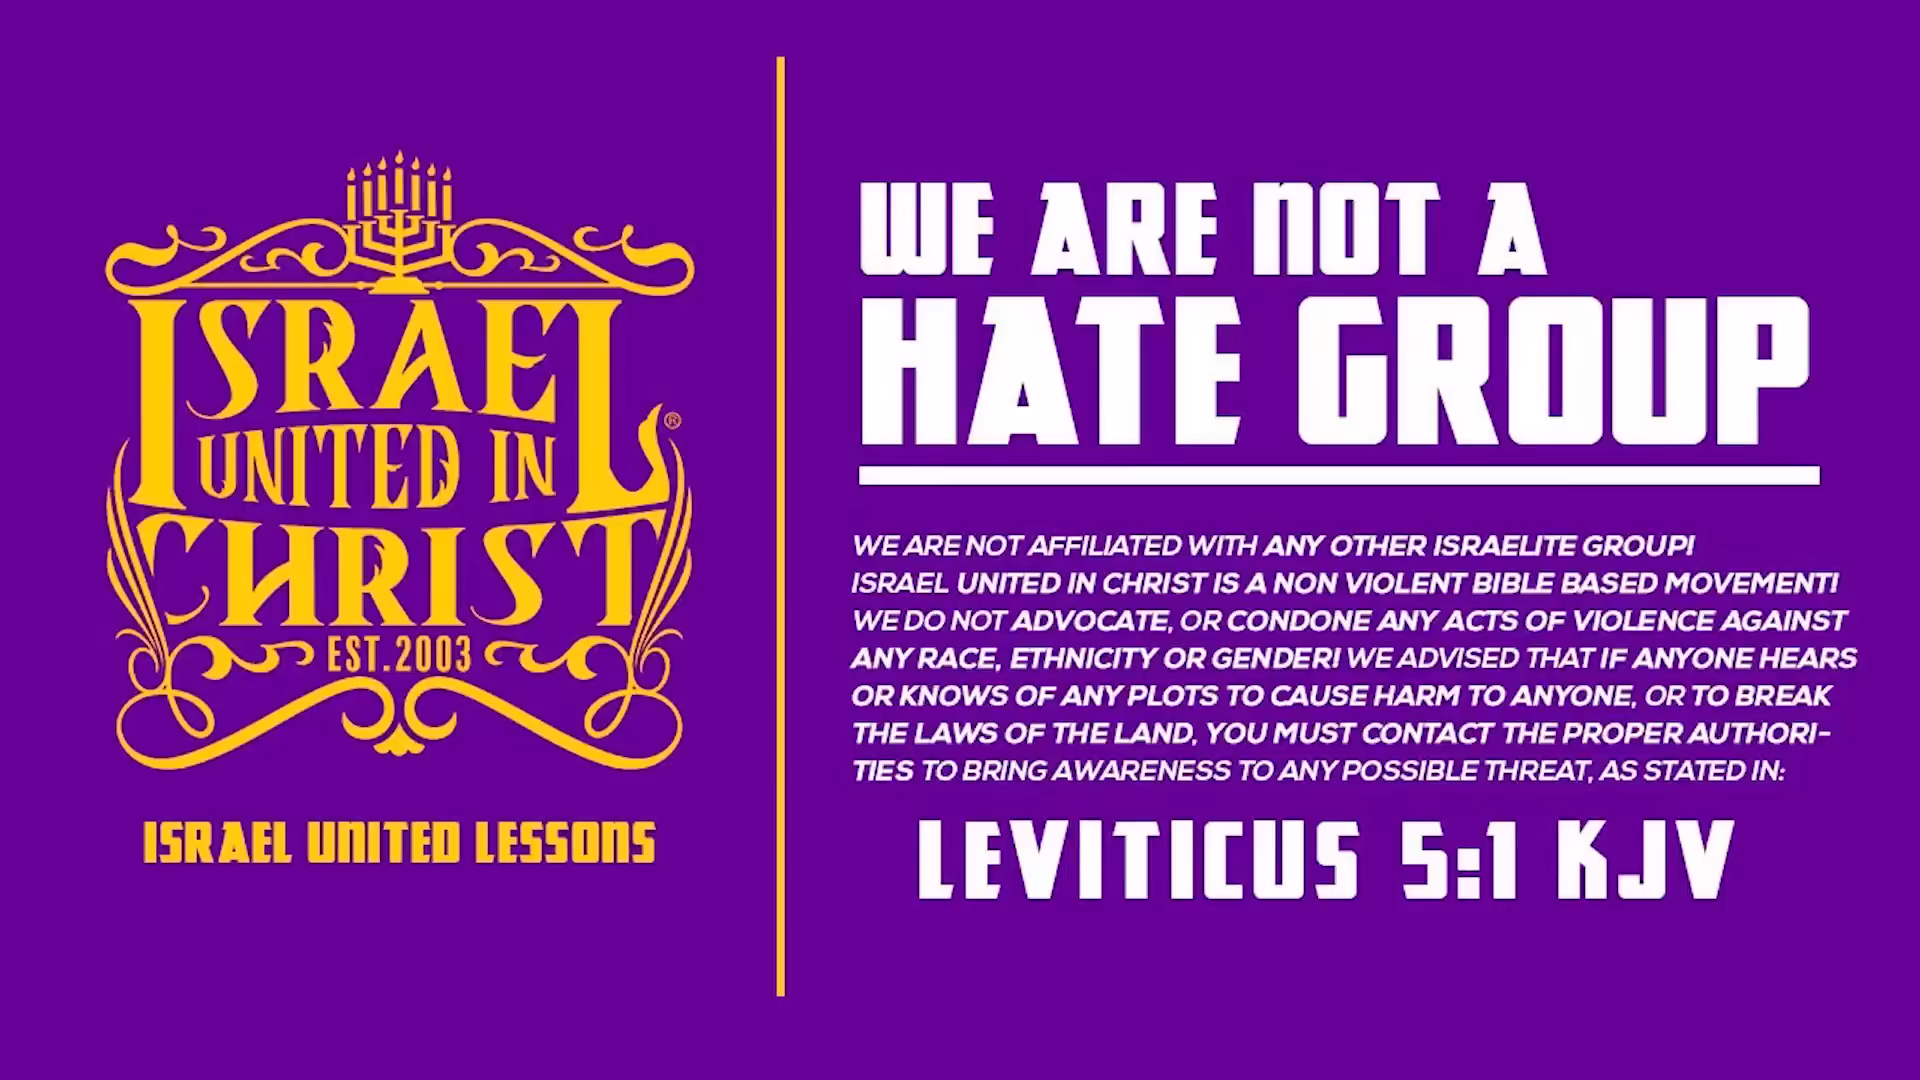 ISRAEL
UNITED IN
CHRIST®
EST.2003
ISRAEL UNITED LESSONS
WE ARE NOT A
HATE GROUP
WE ARE NOT AFFILIATED WITH ANY OTHER ISRAELITE GROUP!
ISRAEL UNITED IN CHRIST IS A NON VIOLENT BIBLE BASED MOVEMENT!
WE DO NOT ADVOCATE, OR CONDONE ANY ACTS OF VIOLENCE AGAINST
ANY RACE, ETHNICITY OR GENDER! WE ADVISED THAT IF ANYONE HEARS
OR KNOWS OF ANY PLOTS TO CAUSE HARM TO ANYONE, OR TO BREAK
THE LAWS OF THE LAND, YOU MUST CONTACT THE PROPER AUTHORI-
TIES TO BRING AWARENESS TO ANY POSSIBLE THREAT, AS STATED IN:
LEVITICUS 5:1 KJV